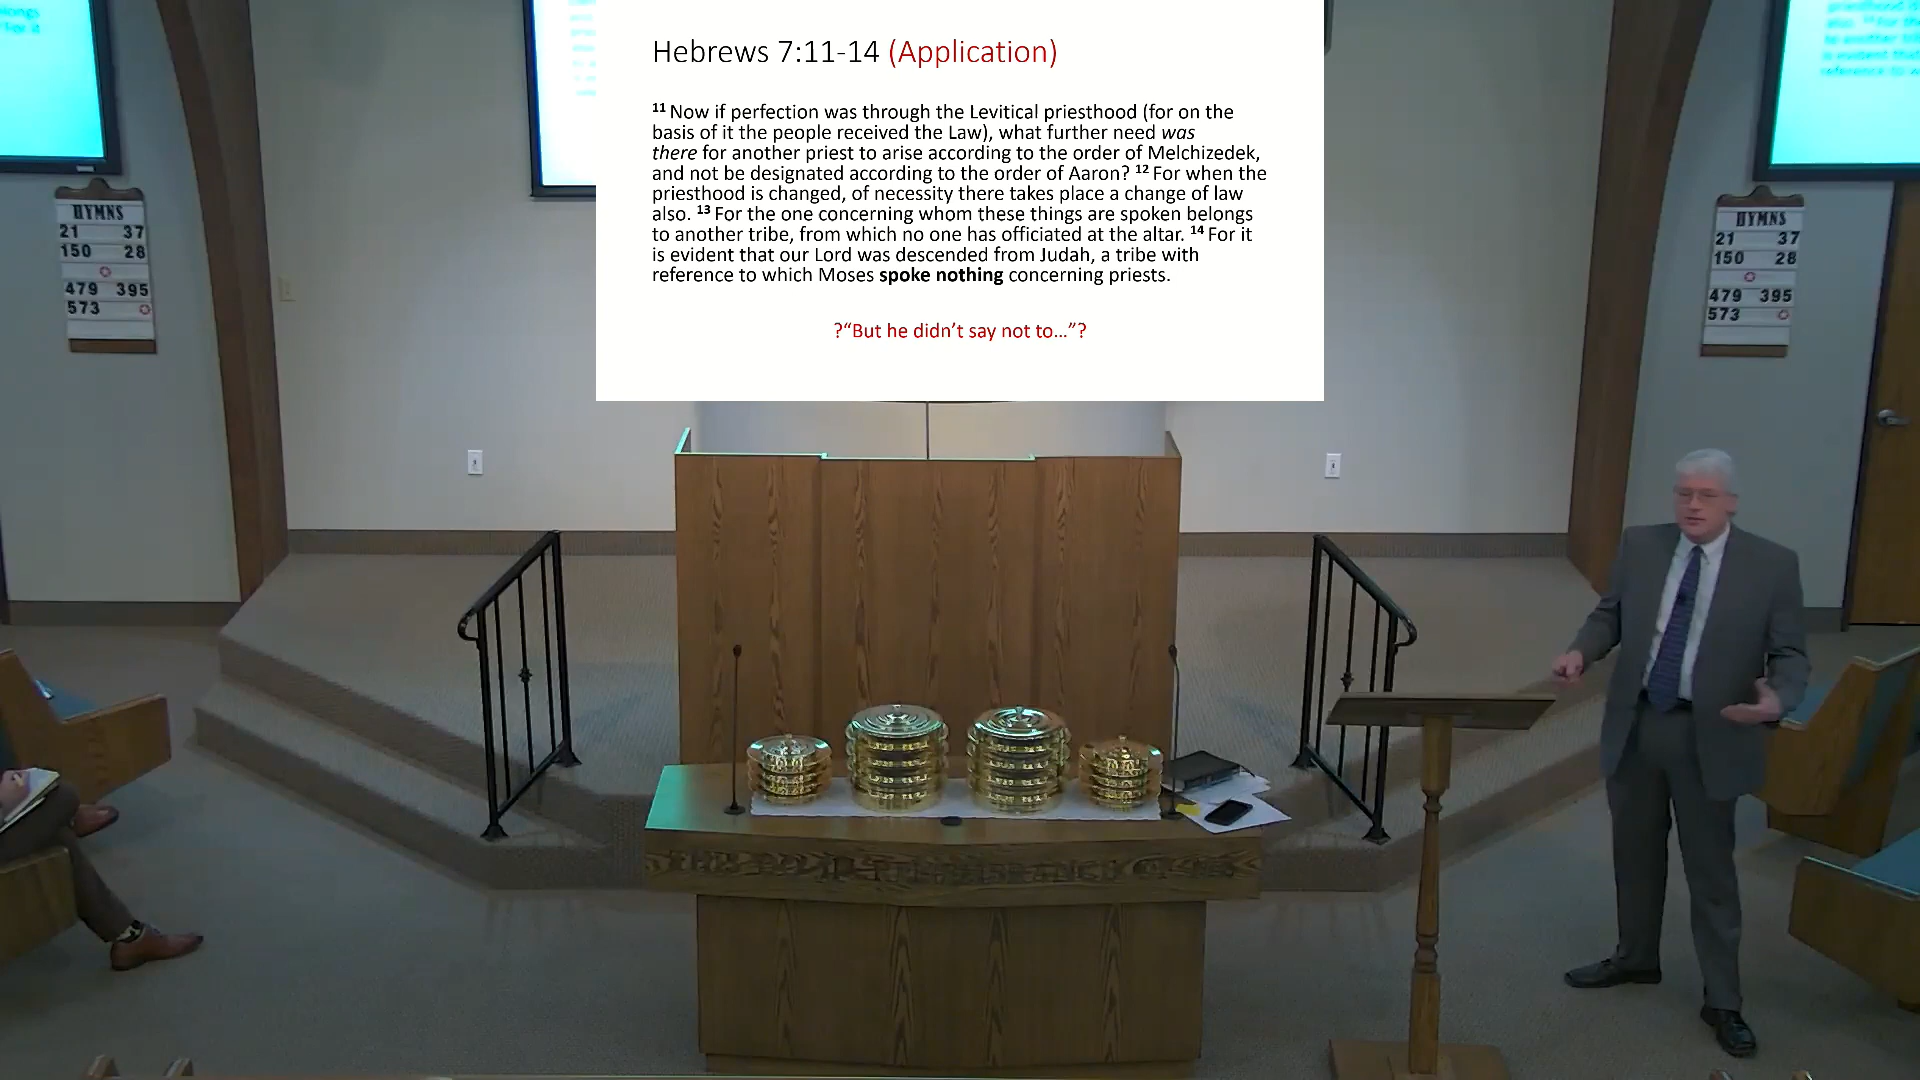 Hebrews 7:11-14 (Application)
11 Now if perfection was through the Levitical priesthood (for on the
basis of it the people received the Law), what further need was
there for another priest to arise according to the order of Melchizedek,
and not be designated according to the order of Aaron? 12 For when the
priesthood is changed, of necessity there takes place a change of law
also. 13 For the one concerning whom these things are spoken belongs
to another tribe, from which no one has officiated at the altar. 14 For it
is evident that our Lord was descended from Judah, a tribe with
reference to which Moses spoke nothing concerning priests.
?“But he didn’t say not to…”?
HYMNS
21 37
150 28
479 395
573
HYMNS
21 37
150 28
479 395
573